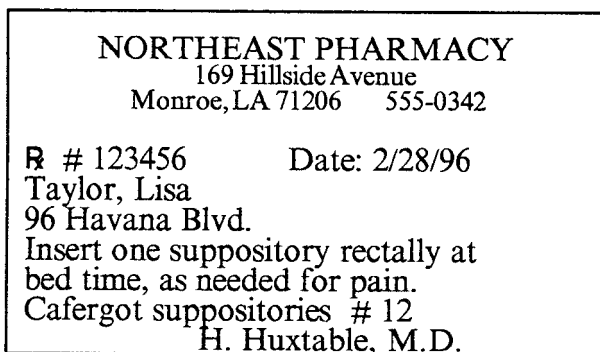 NORTHEAST PHARMACY
169 Hillside Avenue
Monroe, LA 71206 555-0342
℞ # 123456 Date: 2/28/96
Taylor, Lisa
96 Havana Blvd.
Insert one suppository rectally at
bed time, as needed for pain.
Cafergot suppositories # 12
H. Huxtable, M.D.